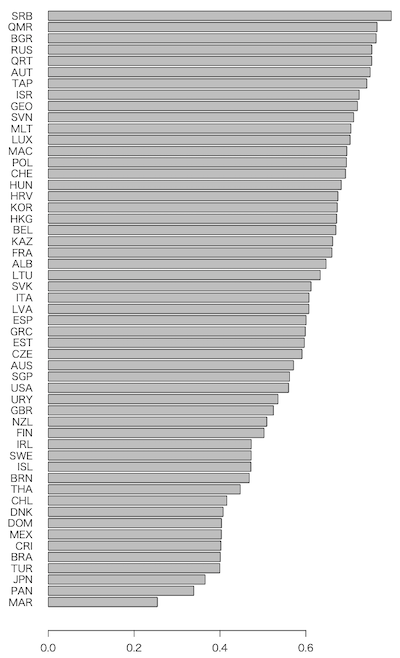 SRB
QMR
BGR
RUS
QRT
AUT
TAP
ISR
GEO
SVN
MLT
LUX
MAC
POL
CHE
HUN
HRV
KOR
HKG
BEL
KAZ
FRA
ALB
LTU
SVK
ITA
LVA
ESP
GRC
EST
CZE
AUS
SGP
USA
URY
GBR
NZL
FIN
IRL
SWE
ISL
BRN
THA
CHL
DNK
DOM
MEX
CRI
BRA
TUR
JPN
PAN
MAR
0.0 0.2 0.4 0.6